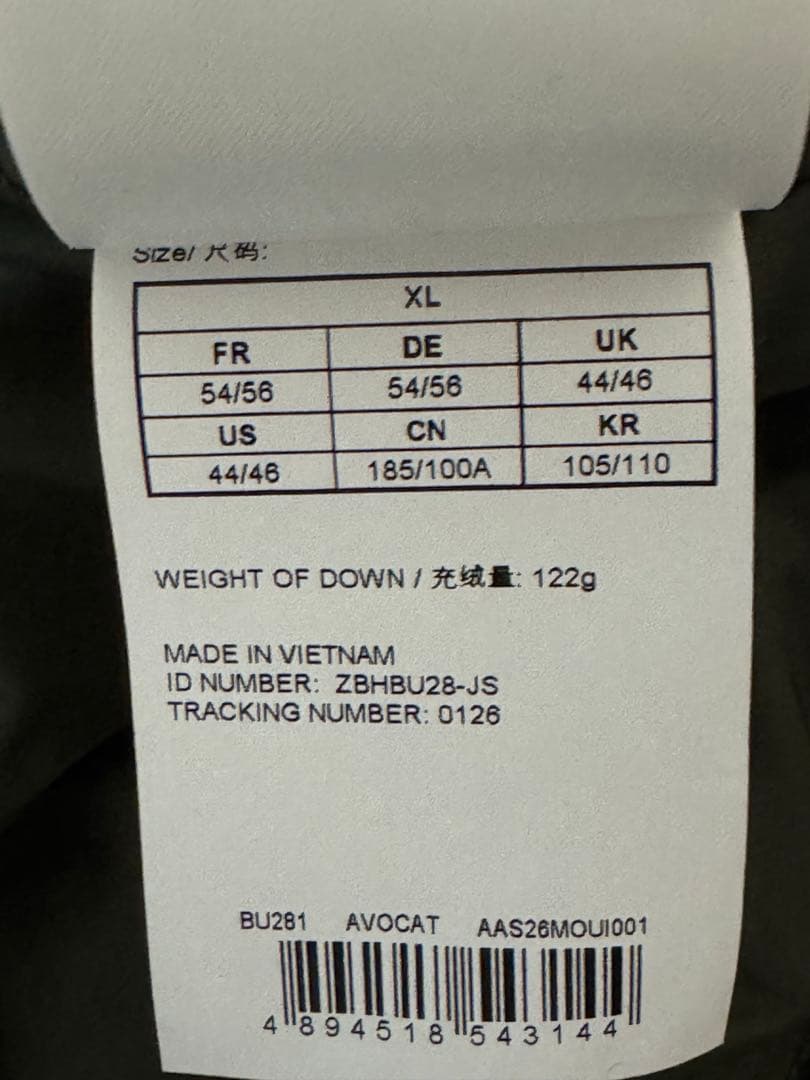 Size/ 尺码:
XL
FR DE UK
54/56 54/56 44/46
US CN KR
44/46 185/100A 105/110
WEIGHT OF DOWN / 充绒量: 122g
MADE IN VIETNAM
ID NUMBER: ZBHBU28-JS
TRACKING NUMBER: 0126
BU281 AVOCAT AAS26MOUI001
4 894518 543144